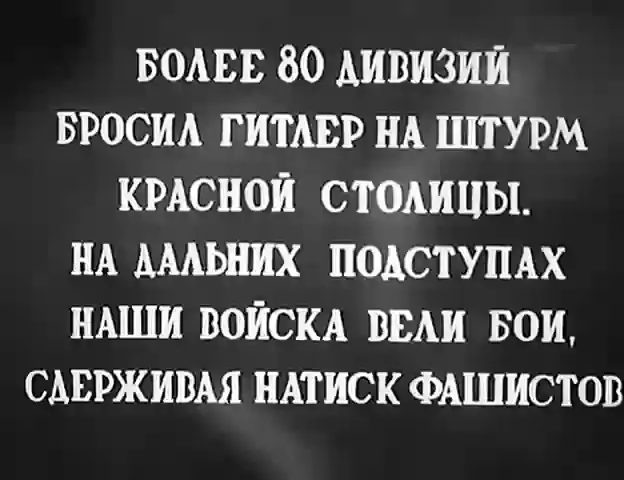 БОЛЕЕ 80 ДИВИЗИЙ
БРОСИЛ ГИТЛЕР НА ШТУРМ
КРАСНОЙ СТОЛИЦЫ.
НА ДАЛЬНИХ ПОДСТУПАХ
НАШИ ВОЙСКА ВЕЛИ БОИ,
СДЕРЖИВАЯ НАТИСК ФАШИСТОВ